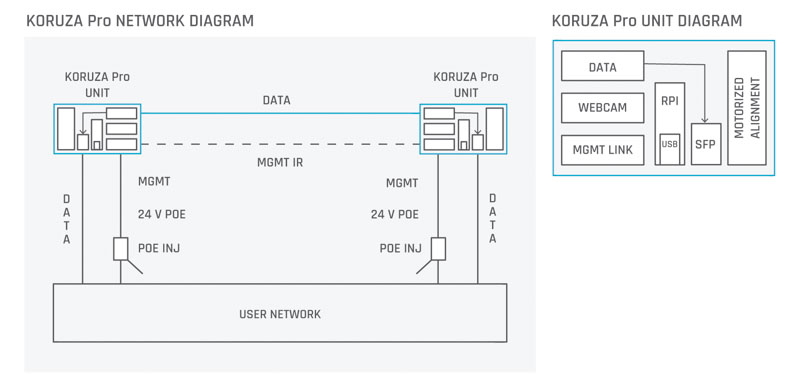 KORUZA Pro NETWORK DIAGRAM
KORUZA Pro
UNIT
KORUZA Pro
UNIT
DATA
MGMT IR
MGMT
24 V POE
POE INJ
DATA
MGMT
24 V POE
POE INJ
DATA
USER NETWORK
KORUZA Pro UNIT DIAGRAM
DATA
WEBCAM
MGMT LINK
RPI
USB
SFP
MOTORIZED
ALIGNMENT